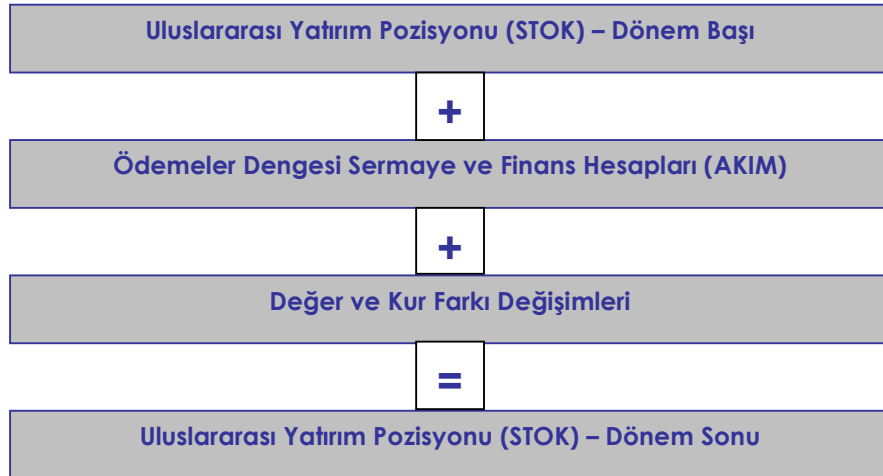 Uluslararası Yatırım Pozisyonu (STOK) – Dönem Başı
+
Ödemeler Dengesi Sermaye ve Finans Hesapları (AKIM)
+
Değer ve Kur Farkı Değişimleri
=
Uluslararası Yatırım Pozisyonu (STOK) – Dönem Sonu